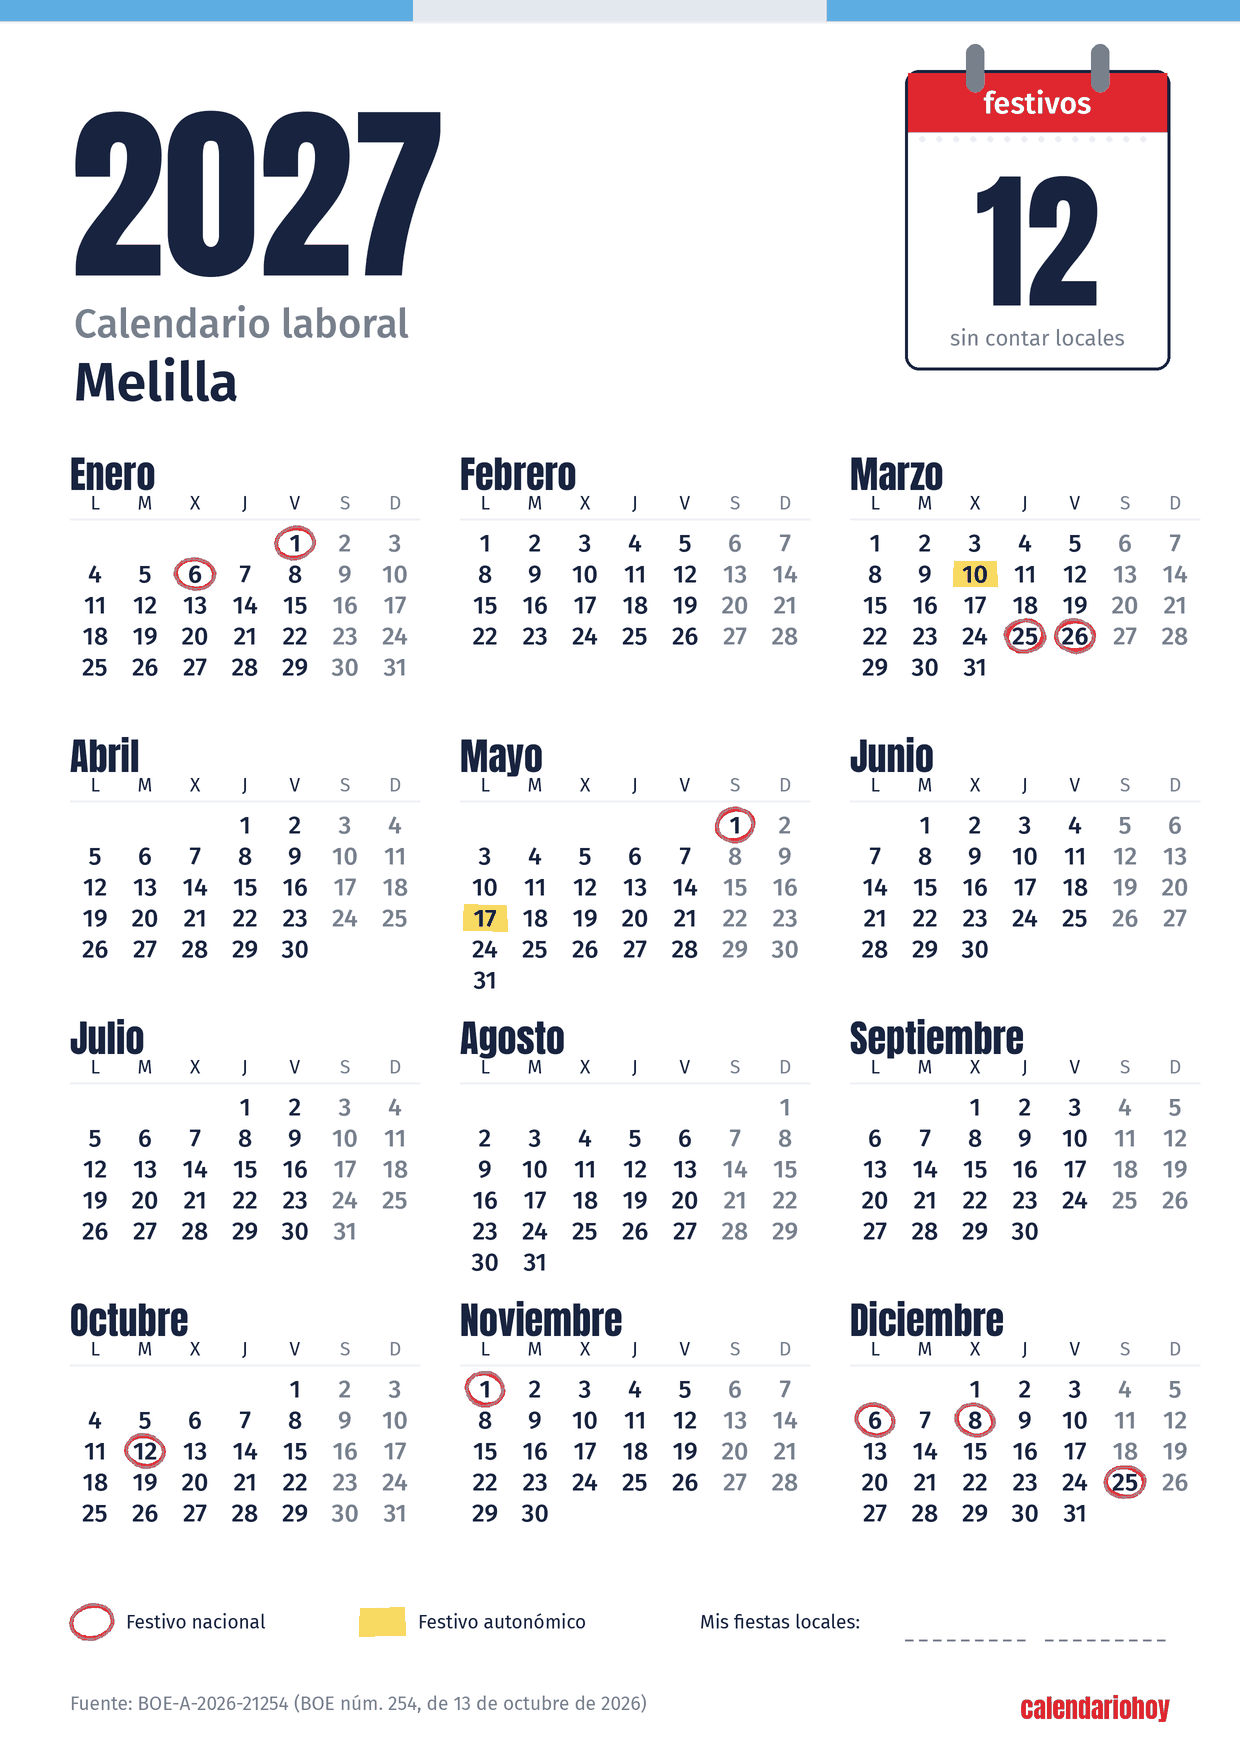 festivos
2027
12
Calendario laboral
sin contar locales
Melilla
Enero
L M X J V S D
1 2 3
4 5 6 7 8 9 10
11 12 13 14 15 16 17
18 19 20 21 22 23 24
25 26 27 28 29 30 31
Febrero
L M X J V S D
1 2 3 4 5 6 7
8 9 10 11 12 13 14
15 16 17 18 19 20 21
22 23 24 25 26 27 28
Marzo
L M X J V S D
1 2 3 4 5 6 7
8 9 10 11 12 13 14
15 16 17 18 19 20 21
22 23 24 25 26 27 28
29 30 31
Abril
L M X J V S D
1 2 3 4
5 6 7 8 9 10 11
12 13 14 15 16 17 18
19 20 21 22 23 24 25
26 27 28 29 30
Mayo
L M X J V S D
1 2
3 4 5 6 7 8 9
10 11 12 13 14 15 16
17 18 19 20 21 22 23
24 25 26 27 28 29 30
31
Junio
L M X J V S D
1 2 3 4 5 6
7 8 9 10 11 12 13
14 15 16 17 18 19 20
21 22 23 24 25 26 27
28 29 30
Julio
L M X J V S D
1 2 3 4
5 6 7 8 9 10 11
12 13 14 15 16 17 18
19 20 21 22 23 24 25
26 27 28 29 30 31
Agosto
L M X J V S D
1
2 3 4 5 6 7 8
9 10 11 12 13 14 15
16 17 18 19 20 21 22
23 24 25 26 27 28 29
30 31
Septiembre
L M X J V S D
1 2 3 4 5
6 7 8 9 10 11 12
13 14 15 16 17 18 19
20 21 22 23 24 25 26
27 28 29 30
Octubre
L M X J V S D
1 2 3
4 5 6 7 8 9 10
11 12 13 14 15 16 17
18 19 20 21 22 23 24
25 26 27 28 29 30 31
Noviembre
L M X J V S D
1 2 3 4 5 6 7
8 9 10 11 12 13 14
15 16 17 18 19 20 21
22 23 24 25 26 27 28
29 30
Diciembre
L M X J V S D
1 2 3 4 5
6 7 8 9 10 11 12
13 14 15 16 17 18 19
20 21 22 23 24 25 26
27 28 29 30 31
Festivo nacional
Festivo autonómico
Mis fiestas locales:
Fuente: BOE-A-2026-21254 (BOE núm. 254, de 13 de octubre de 2026)
calendariohoy